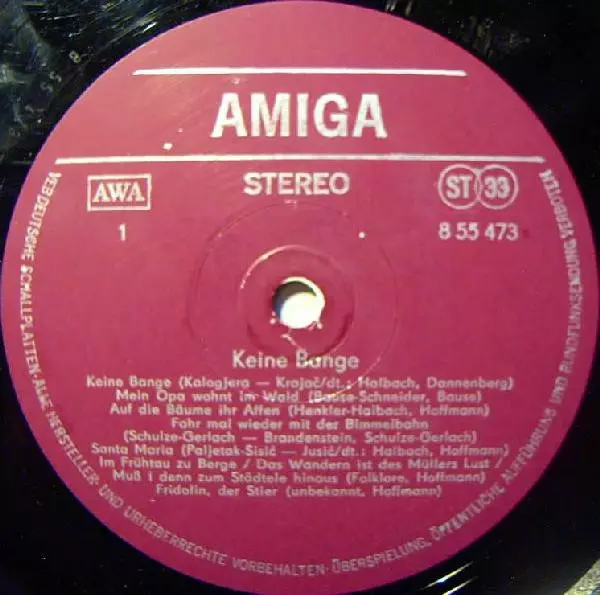 AMIGA
AWA
STEREO
ST 33
1
8 55 473
Keine Bange
Keine Bange (Kalogjera — Krajač/dt.: Halbach, Dannenberg)
Mein Opa wohnt im Wald (Bause-Schneider, Bause)
Auf die Bäume ihr Affen (Henkler-Halbach, Hoffmann)
Fahr mal wieder mit der Bimmelbahn
(Schulze-Gerlach — Brandenstein, Schulze-Gerlach)
Santa Maria (Paljetak-Sisič — Jusič/dt.: Halbach, Hoffmann)
Im Frühtau zu Berge / Das Wandern ist des Müllers Lust /
Muß i denn zum Städtele hinaus (Folklore, Hoffmann)
Fridolin, der Stier (unbekannt, Hoffmann)
VEB DEUTSCHE SCHALLPLATTEN · ALLE HERSTELLER- UND URHEBERRECHTE VORBEHALTEN · ÜBERSPIELUNG, ÖFFENTLICHE AUFFÜHRUNG UND RUNDFUNKSENDUNG VERBOTEN